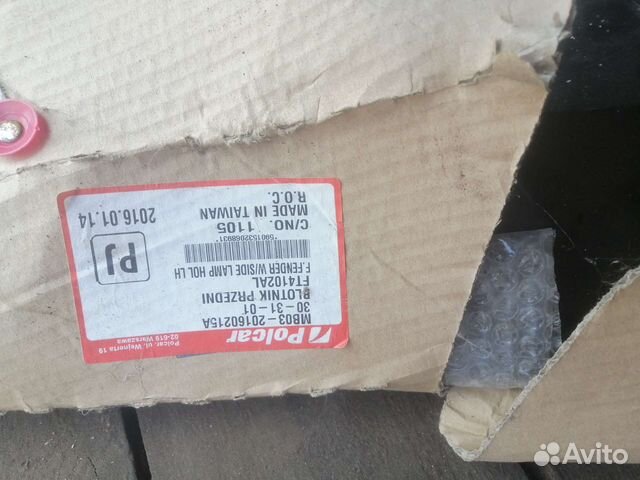 Polcar
Polcar, ul. Wejnerta 19
02-619 Warszawa
MB03-20160215A
30-31-01
BLOTNIK PRZEDNI
FT4102AL
F.FENDER W/SIDE LAMP HOL LH
*5901532068931*
C/NO. 1105
MADE IN TAIWAN
R.O.C.
PJ
2016.01.14
Avito